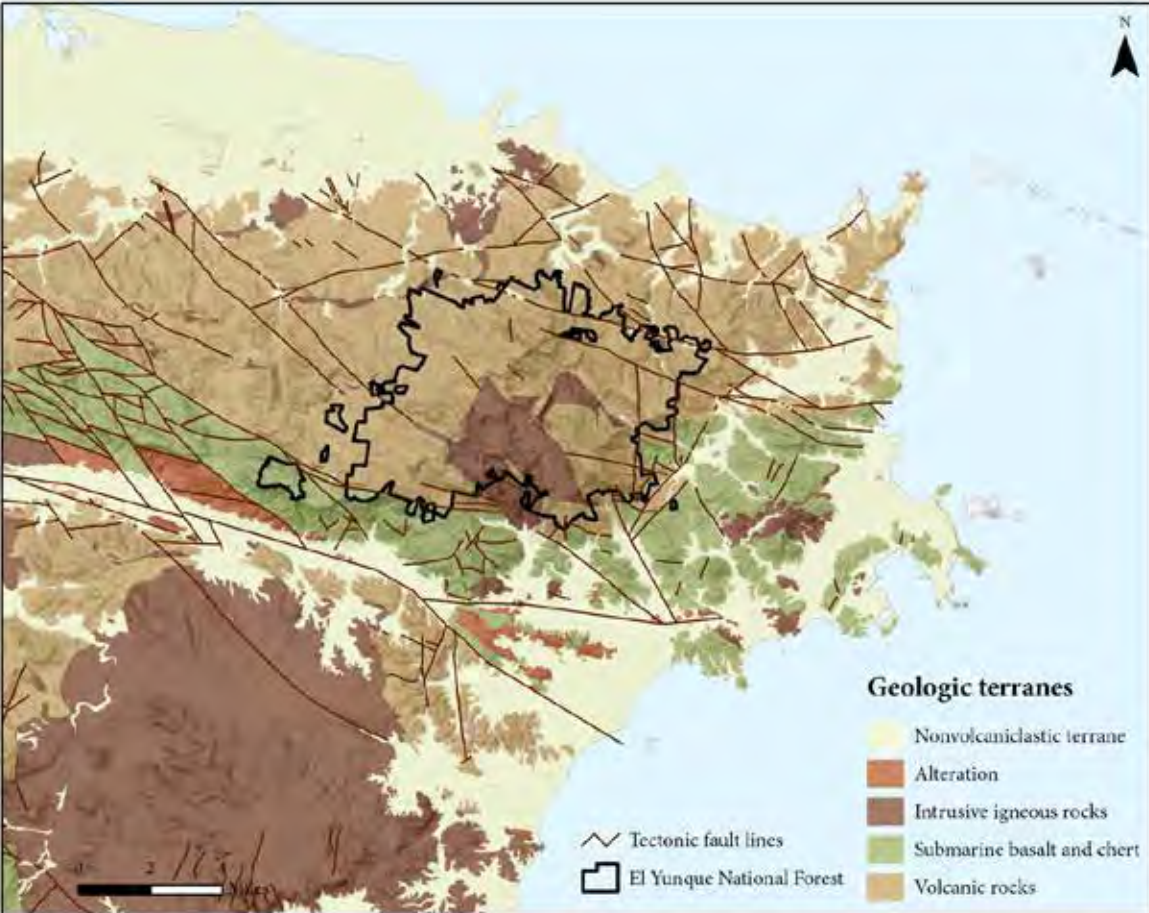 N
Geologic terranes
Nonvolcaniclastic terrane
Alteration
Intrusive igneous rocks
Submarine basalt and chert
Volcanic rocks
Tectonic fault lines
El Yunque National Forest
0 2